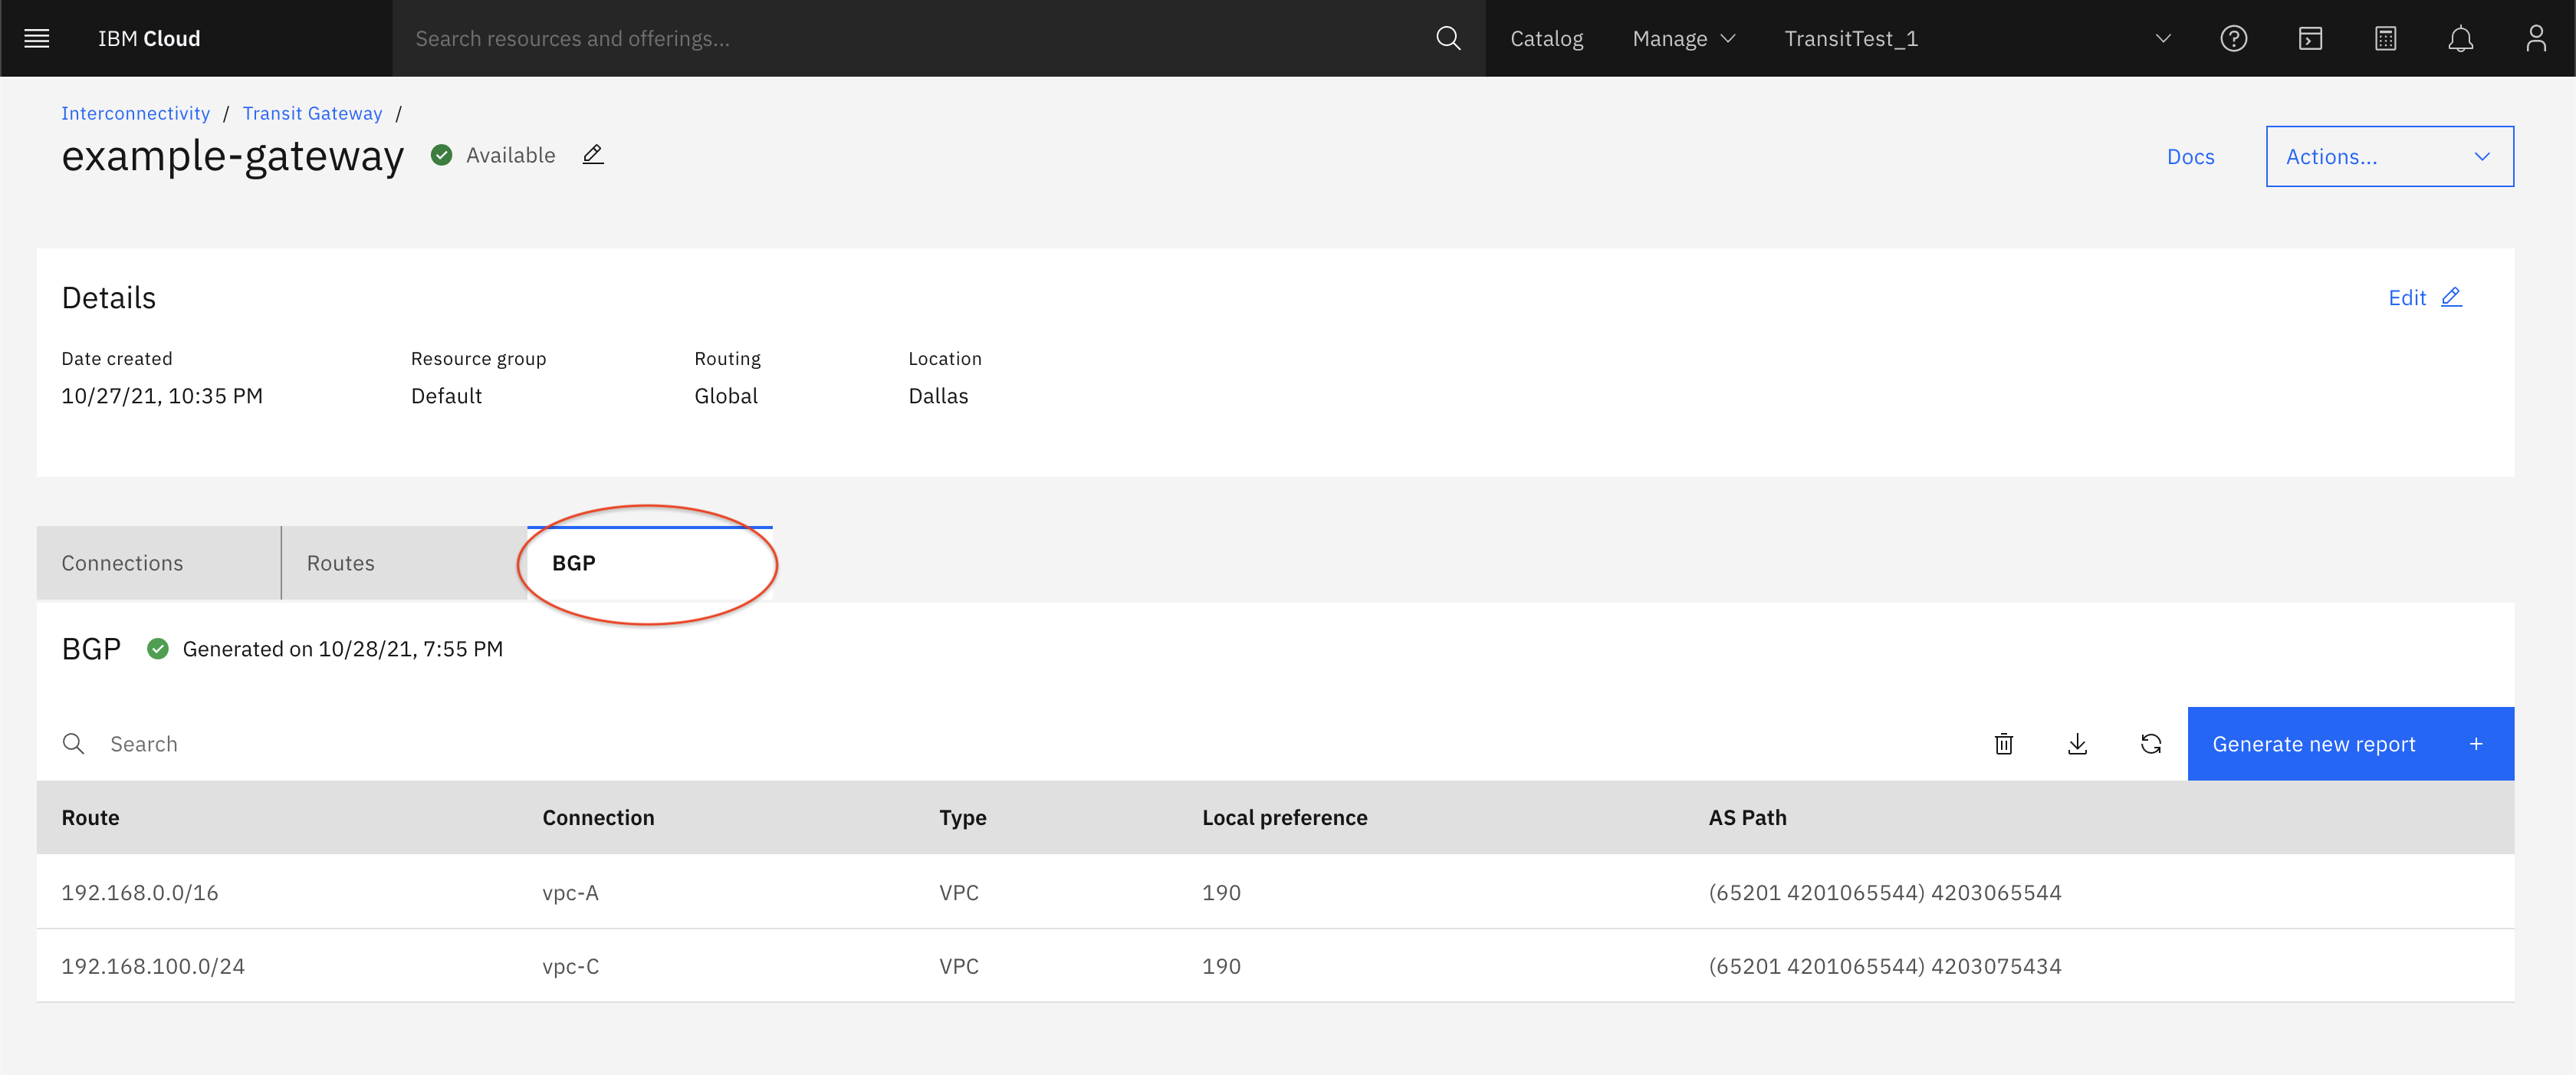 IBM Cloud
Search resources and offerings...
Catalog
Manage
TransitTest_1
Interconnectivity / Transit Gateway /
example-gateway
Available
Docs
Actions...
Details
Edit
Date created
Resource group
Routing
Location
10/27/21, 10:35 PM
Default
Global
Dallas
Connections
Routes
BGP
BGP
Generated on 10/28/21, 7:55 PM
Search
Generate new report +
Route Connection Type Local preference AS Path
192.168.0.0/16 vpc-A VPC 190 (65201 4201065544) 4203065544
192.168.100.0/24 vpc-C VPC 190 (65201 4201065544) 4203075434